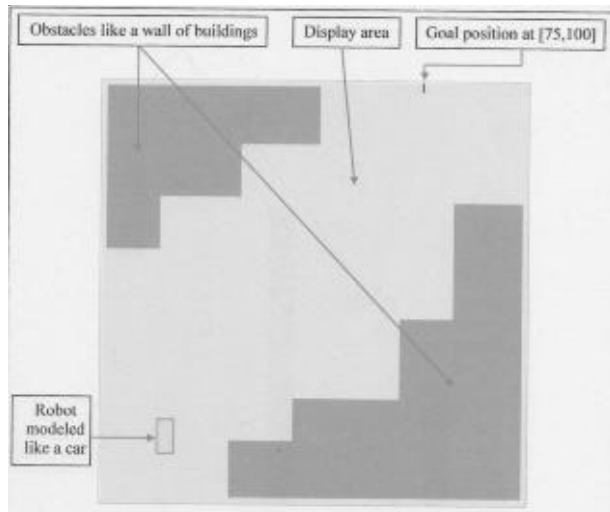 Obstacles like a wall of buildings
Display area
Goal position at [75,100]
Robot
modeled
like a car